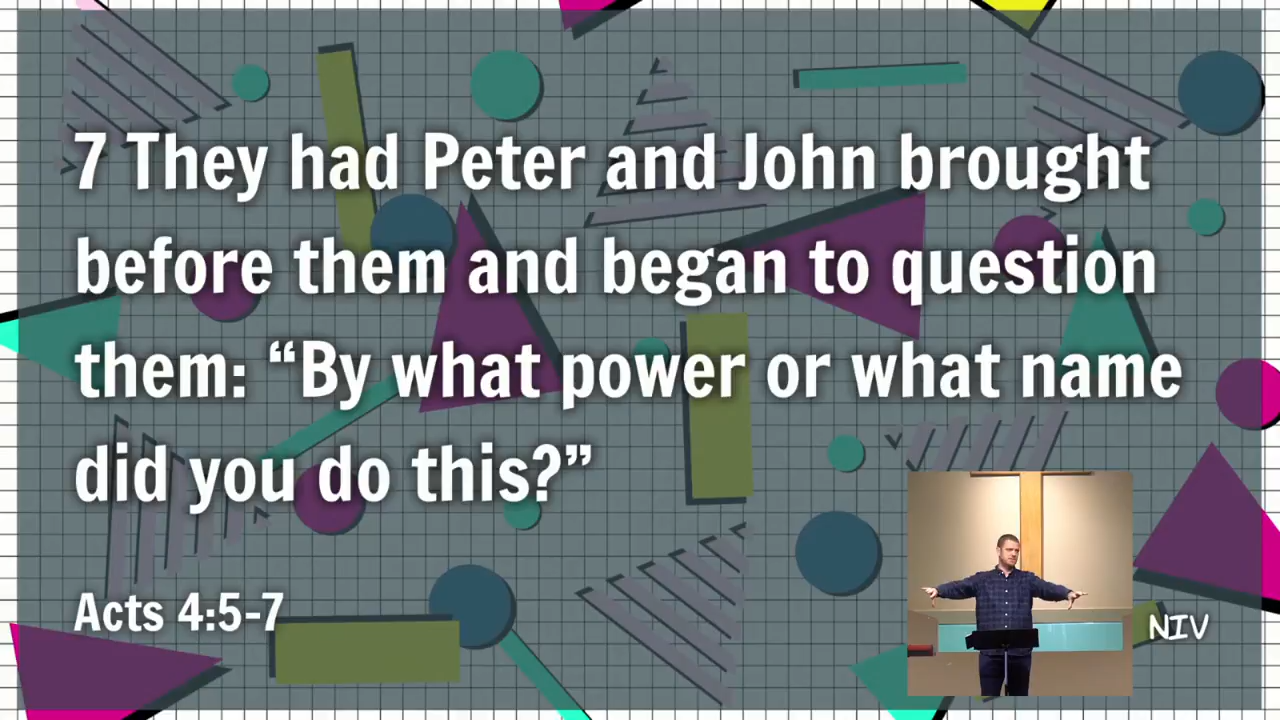 7 They had Peter and John brought
before them and began to question
them: “By what power or what name
did you do this?”
Acts 4:5-7
NIV